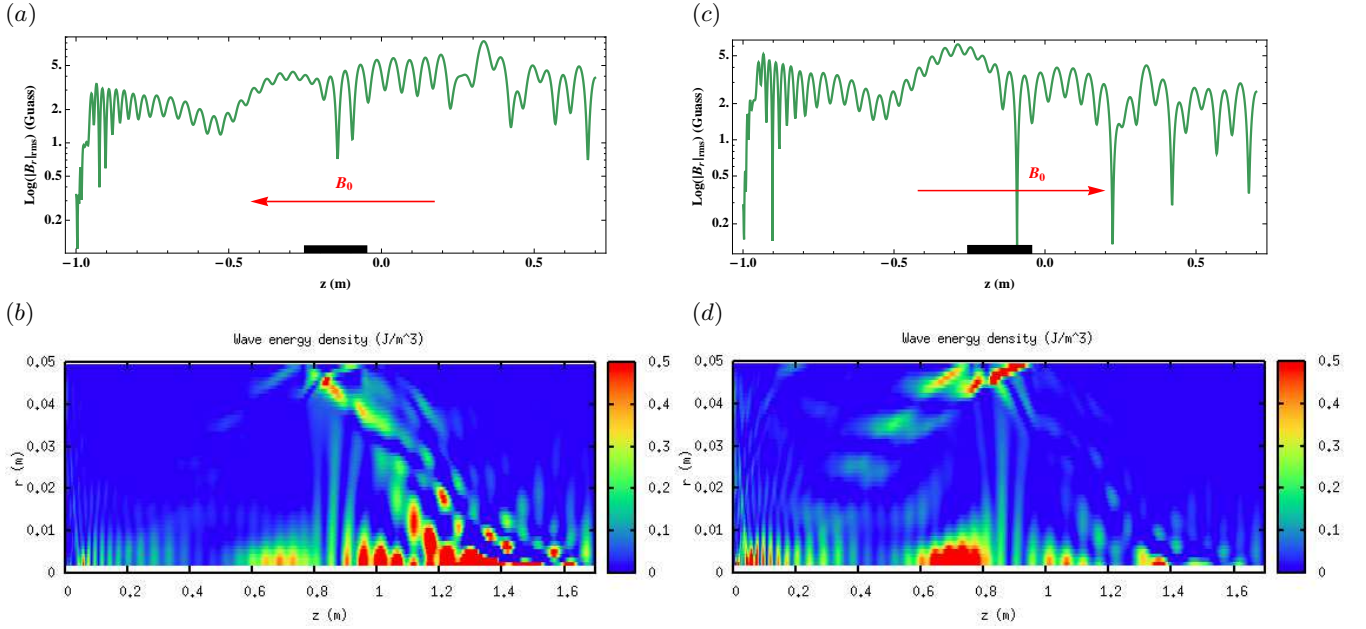 (a)
5.
2
1.
0.5
0.2
Log(|B_r|_rms) (Guass)
B_0
−1.0 −0.5 0.0 0.5
z (m)
(c)
5.
2
1.
0.5
0.2
Log(|B_r|_rms) (Guass)
B_0
−1.0 −0.5 0.0 0.5
z (m)
(b)
Wave energy density (J/m^3)
0.05
0.04
0.03
0.02
0.01
0
r (m)
0 0.2 0.4 0.6 0.8 1 1.2 1.4 1.6
z (m)
0.5
0.4
0.3
0.2
0.1
0
(d)
Wave energy density (J/m^3)
0.05
0.04
0.03
0.02
0.01
0
r (m)
0 0.2 0.4 0.6 0.8 1 1.2 1.4 1.6
z (m)
0.5
0.4
0.3
0.2
0.1
0